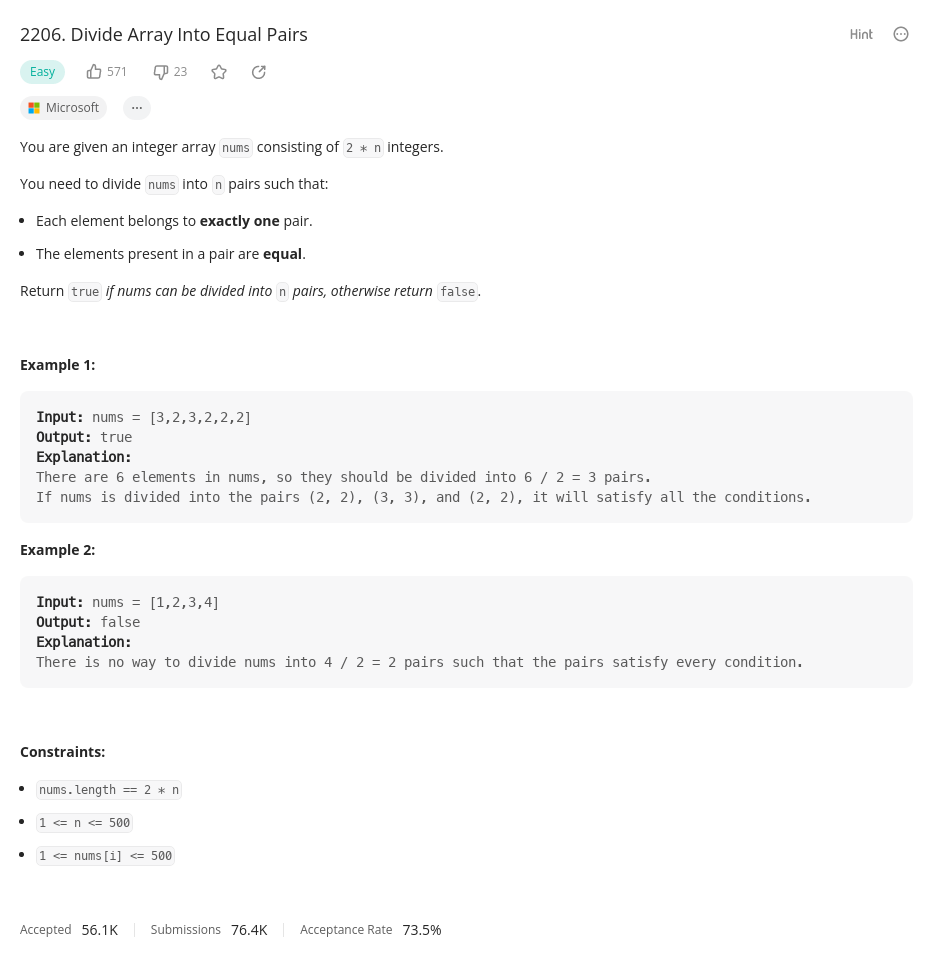 2206. Divide Array Into Equal Pairs
Hint
Easy
571
23
Microsoft
You are given an integer array nums consisting of 2 * n integers.
You need to divide nums into n pairs such that:
• Each element belongs to exactly one pair.
• The elements present in a pair are equal.
Return true if nums can be divided into n pairs, otherwise return false.
Example 1:
Input: nums = [3,2,3,2,2,2]
Output: true
Explanation:
There are 6 elements in nums, so they should be divided into 6 / 2 = 3 pairs.
If nums is divided into the pairs (2, 2), (3, 3), and (2, 2), it will satisfy all the conditions.
Example 2:
Input: nums = [1,2,3,4]
Output: false
Explanation:
There is no way to divide nums into 4 / 2 = 2 pairs such that the pairs satisfy every condition.
Constraints:
• nums.length == 2 * n
• 1 <= n <= 500
• 1 <= nums[i] <= 500
Accepted 56.1K Submissions 76.4K Acceptance Rate 73.5%